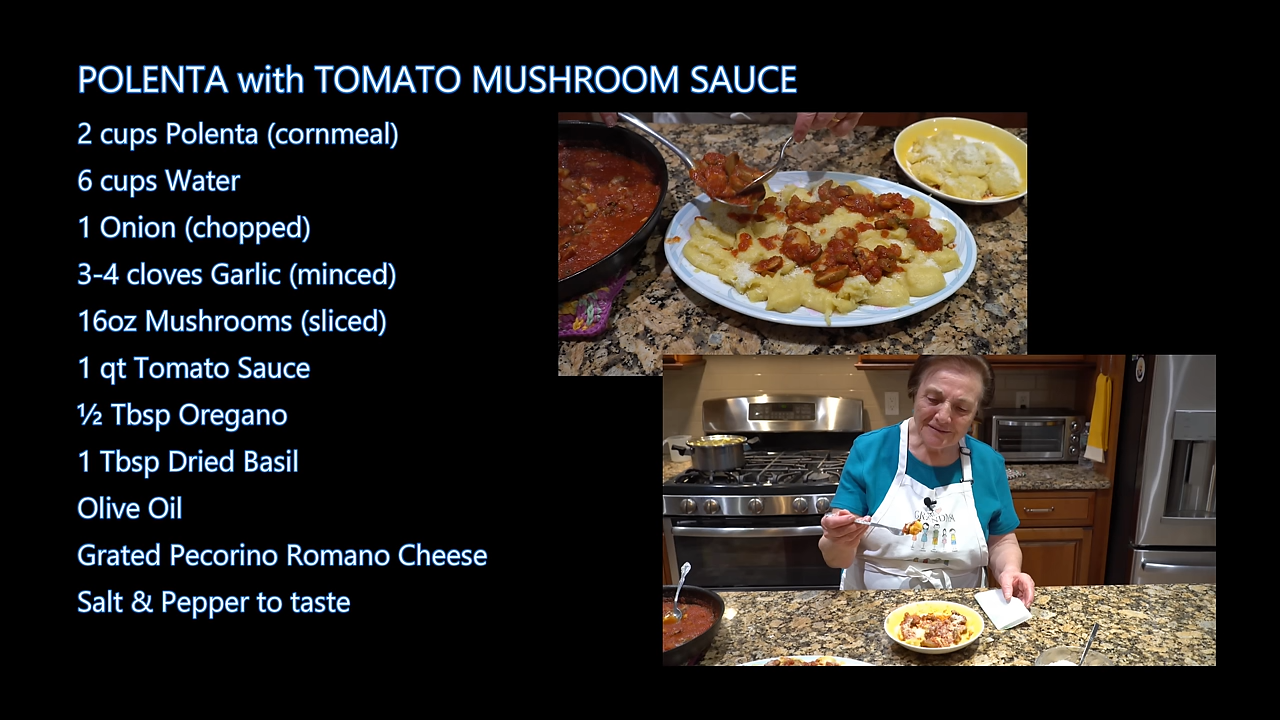 POLENTA with TOMATO MUSHROOM SAUCE
2 cups Polenta (cornmeal)
6 cups Water
1 Onion (chopped)
3-4 cloves Garlic (minced)
16oz Mushrooms (sliced)
1 qt Tomato Sauce
½ Tbsp Oregano
1 Tbsp Dried Basil
Olive Oil
Grated Pecorino Romano Cheese
Salt & Pepper to taste